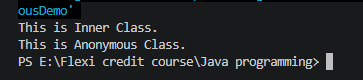 ousDemo'
This is Inner Class.
This is Anonymous Class.
PS E:\Flexi credit course\Java programming>